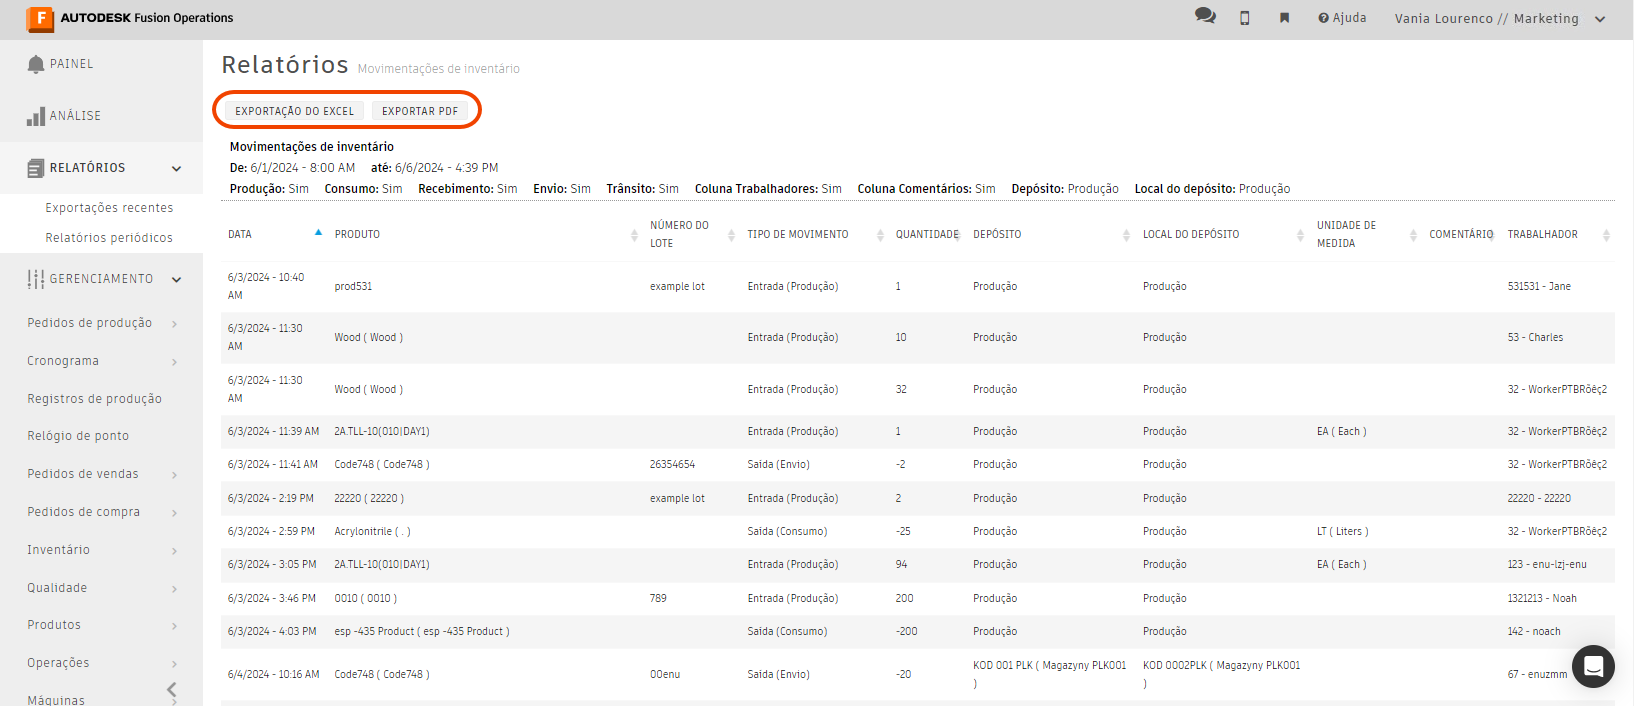 F AUTODESK Fusion Operations
Ajuda
Vania Lourenco // Marketing
PAINEL
ANÁLISE
RELATÓRIOS
Exportações recentes
Relatórios periódicos
GERENCIAMENTO
Pedidos de produção
Cronograma
Registros de produção
Relógio de ponto
Pedidos de vendas
Pedidos de compra
Inventário
Qualidade
Produtos
Operações
Máquinas
Relatórios Movimentações de inventário
EXPORTAÇÃO DO EXCEL EXPORTAR PDF
Movimentações de inventário
De: 6/1/2024 - 8:00 AM até: 6/6/2024 - 4:39 PM
Produção: Sim Consumo: Sim Recebimento: Sim Envio: Sim Trânsito: Sim Coluna Trabalhadores: Sim Coluna Comentários: Sim Depósito: Produção Local do depósito: Produção
DATA PRODUTO NÚMERO DO LOTE TIPO DE MOVIMENTO QUANTIDADE DEPÓSITO LOCAL DO DEPÓSITO UNIDADE DE MEDIDA COMENTÁRIO TRABALHADOR
6/3/2024 - 10:40 AM prod531 example lot Entrada (Produção) 1 Produção Produção 531531 - Jane
6/3/2024 - 11:30 AM Wood ( Wood ) Entrada (Produção) 10 Produção Produção 53 - Charles
6/3/2024 - 11:30 AM Wood ( Wood ) Entrada (Produção) 32 Produção Produção 32 - WorkerPTBRõêç2
6/3/2024 - 11:39 AM 2A.TLL-10(010|DAY1) Entrada (Produção) 1 Produção Produção EA ( Each ) 32 - WorkerPTBRõêç2
6/3/2024 - 11:41 AM Code748 ( Code748 ) 26354654 Saída (Envio) -2 Produção Produção 32 - WorkerPTBRõêç2
6/3/2024 - 2:19 PM 22220 ( 22220 ) example lot Entrada (Produção) 2 Produção Produção 22220 - 22220
6/3/2024 - 2:59 PM Acrylonitrile ( . ) Saída (Consumo) -25 Produção Produção LT ( Liters ) 32 - WorkerPTBRõêç2
6/3/2024 - 3:05 PM 2A.TLL-10(010|DAY1) Entrada (Produção) 94 Produção Produção EA ( Each ) 123 - enu-lzj-enu
6/3/2024 - 3:46 PM 0010 ( 0010 ) 789 Entrada (Produção) 200 Produção Produção 1321213 - Noah
6/3/2024 - 4:03 PM esp -435 Product ( esp -435 Product ) Saída (Consumo) -200 Produção Produção 142 - noach
6/4/2024 - 10:16 AM Code748 ( Code748 ) 00enu Saída (Envio) -20 KOD 001 PLK ( Magazyny PLK001 ) KOD 0002PLK ( Magazyny PLK001 ) 67 - enuzmm